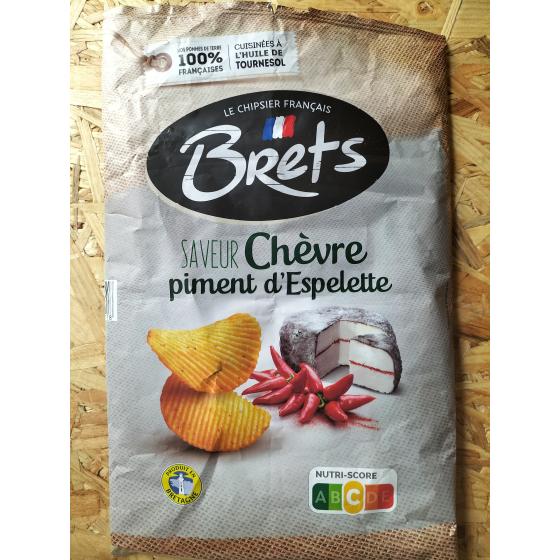 NOS POMMES DE TERRE
100%
FRANÇAISES
CUISINÉES À
L'HUILE DE
TOURNESOL
LE CHIPSIER FRANÇAIS
Brets
SAVEUR Chèvre
piment d'Espelette
PRODUIT EN
BRETAGNE
NUTRI-SCORE
A B C D E